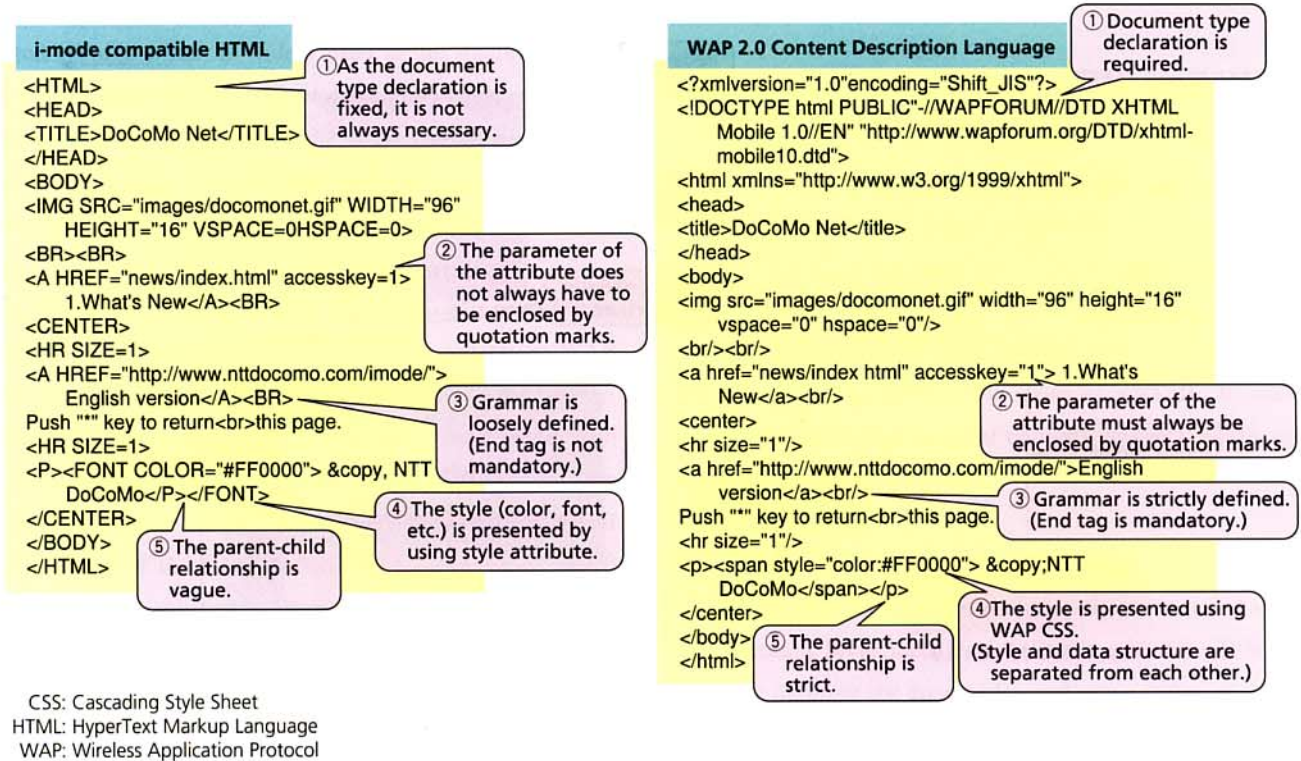 i-mode compatible HTML
<HTML>
<HEAD>
<TITLE>DoCoMo Net</TITLE>
</HEAD>
<BODY>
<IMG SRC="images/docomonet.gif" WIDTH="96"
HEIGHT="16" VSPACE=0HSPACE=0>
<BR><BR>
<A HREF="news/index.html" accesskey=1>
1.What's New</A><BR>
<CENTER>
<HR SIZE=1>
<A HREF="http://www.nttdocomo.com/imode/">
English version</A><BR>
Push "*" key to return<br>this page.
<HR SIZE=1>
<P><FONT COLOR="#FF0000"> &copy, NTT
DoCoMo</P></FONT>
</CENTER>
</BODY>
</HTML>
①As the document
type declaration is
fixed, it is not
always necessary.
② The parameter of
the attribute does
not always have to
be enclosed by
quotation marks.
③ Grammar is
loosely defined.
(End tag is not
mandatory.)
④ The style (color, font,
etc.) is presented by
using style attribute.
⑤ The parent-child
relationship is
vague.
WAP 2.0 Content Description Language
<?xmlversion="1.0"encoding="Shift_JIS"?>
<!DOCTYPE html PUBLIC"-//WAPFORUM//DTD XHTML
Mobile 1.0//EN" "http://www.wapforum.org/DTD/xhtml-
mobile10.dtd">
<html xmlns="http://www.w3.org/1999/xhtml">
<head>
<title>DoCoMo Net</title>
</head>
<body>
<img src="images/docomonet.gif" width="96" height="16"
vspace="0" hspace="0"/>
<br/><br/>
<a href="news/index html" accesskey="1"> 1.What's
New</a><br/>
<center>
<hr size="1"/>
<a href="http://www.nttdocomo.com/imode/">English
version</a><br/>
Push "*" key to return<br>this page.
<hr size="1"/>
<p><span style="color:#FF0000"> &copy;NTT
DoCoMo</span></p>
</center>
</body>
</html>
① Document type
declaration is
required.
② The parameter of the
attribute must always be
enclosed by quotation marks.
③ Grammar is strictly defined.
(End tag is mandatory.)
④The style is presented using
WAP CSS.
(Style and data structure are
separated from each other.)
⑤ The parent-child
relationship is
strict.
CSS: Cascading Style Sheet
HTML: HyperText Markup Language
WAP: Wireless Application Protocol